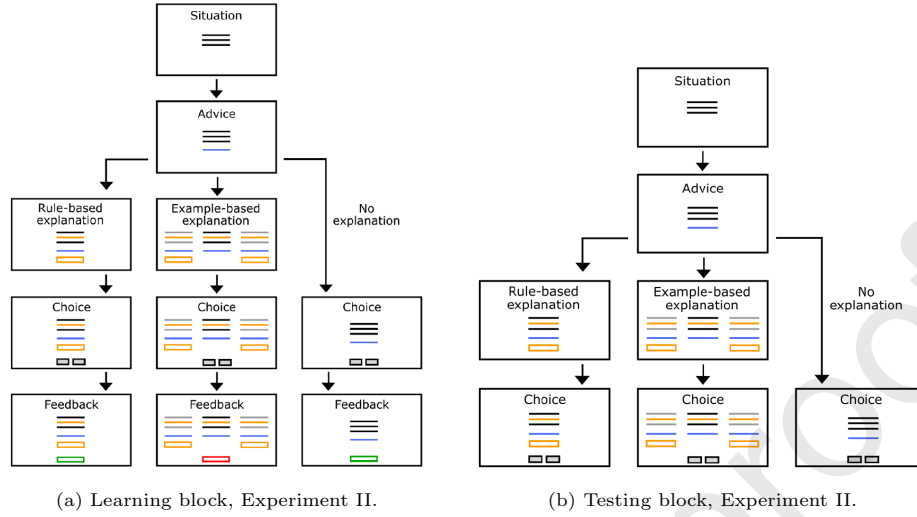 Situation
Advice
Rule-based
explanation
Example-based
explanation
No
explanation
Choice
Choice
Choice
Feedback
Feedback
Feedback
(a) Learning block, Experiment II.
Situation
Advice
Rule-based
explanation
Example-based
explanation
No
explanation
Choice
Choice
Choice
(b) Testing block, Experiment II.
proof